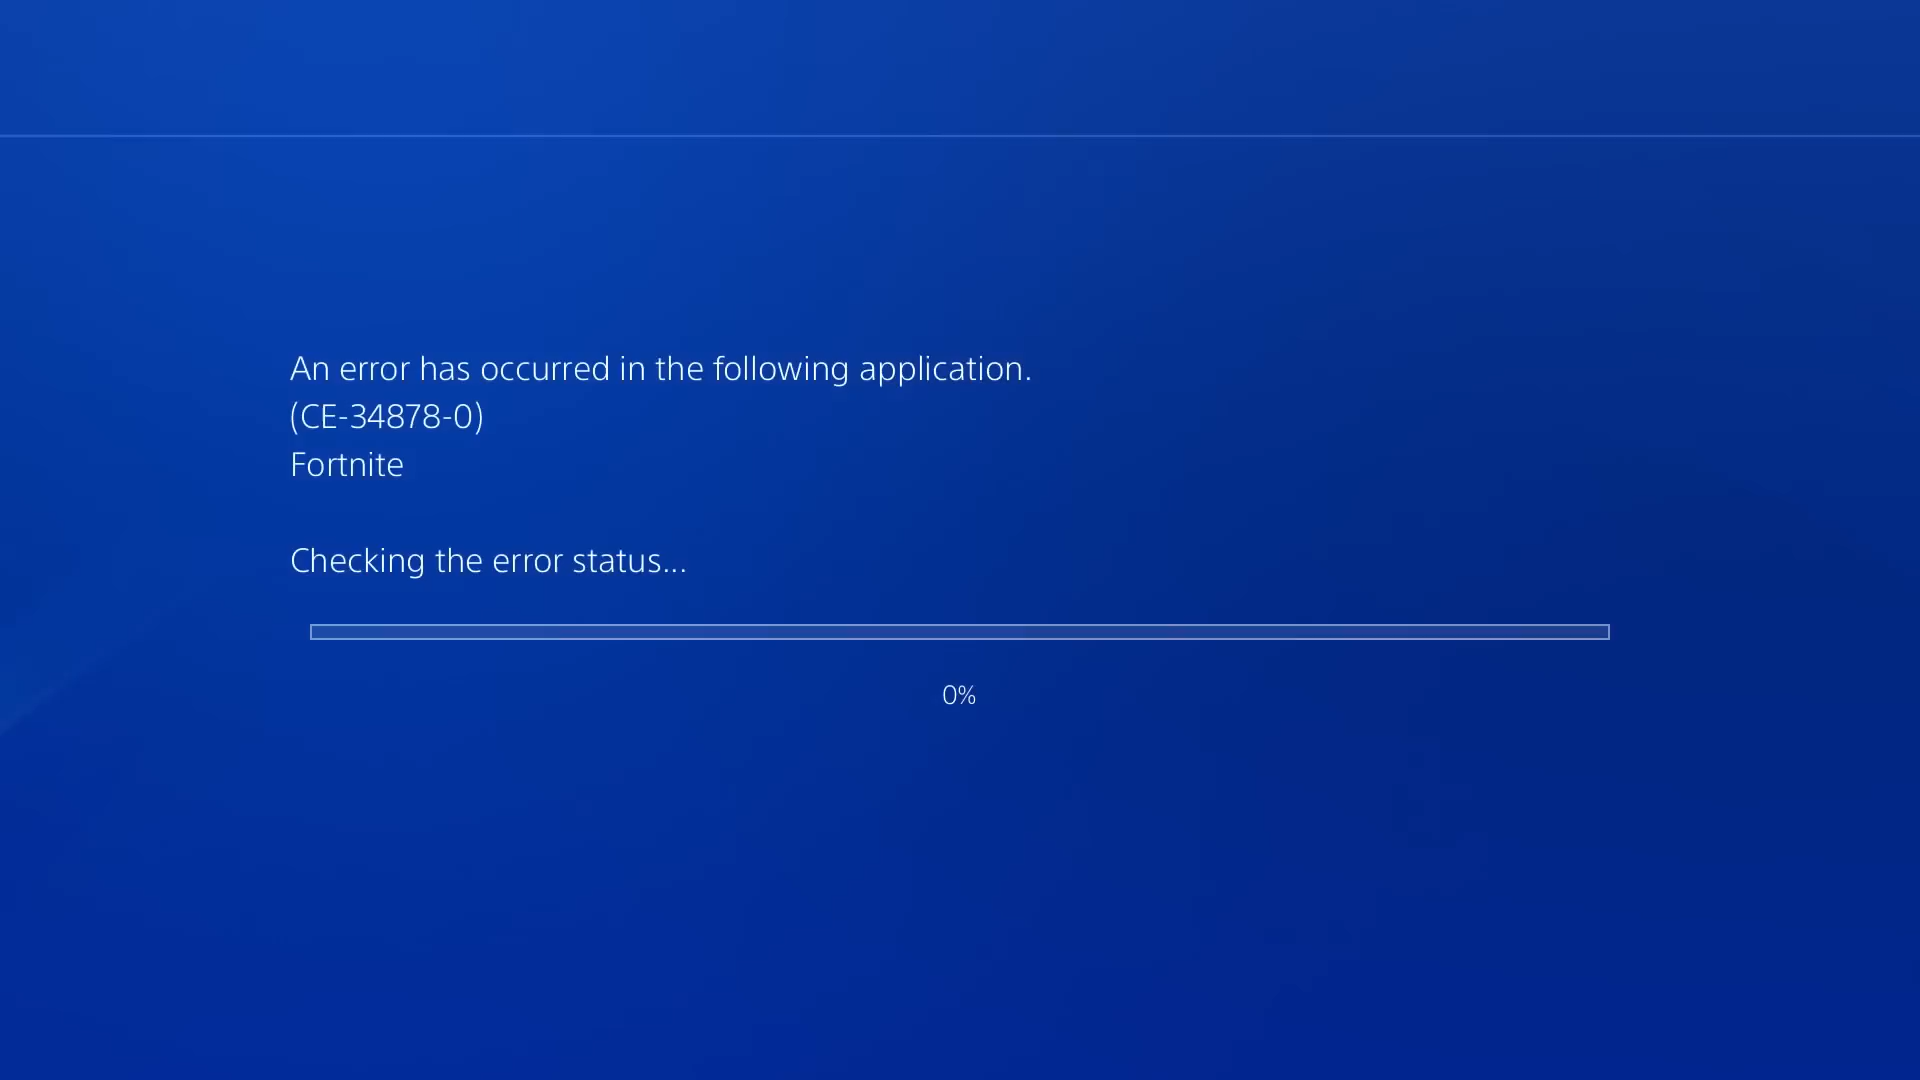 An error has occurred in the following application.
(CE-34878-0)
Fortnite
Checking the error status...
0%